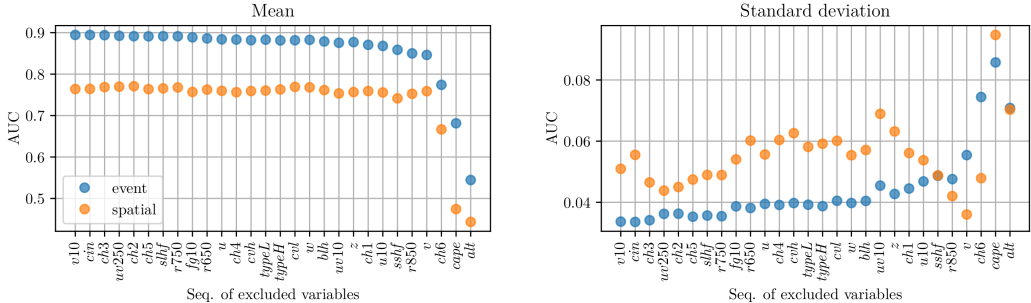 Mean
AUC
0.9
0.8
0.7
0.6
0.5
event
spatial
v10
cin
ch3
uv250
ch2
ch5
slhf
r750
fg10
r650
u
ch4
cvh
typeL
typeH
cvl
w
blh
uv10
z
ch1
u10
sshf
r850
v
ch6
cape
alt
Seq. of excluded variables
Standard deviation
AUC
0.08
0.06
0.04
v10
cin
ch3
uv250
ch2
ch5
slhf
r750
fg10
r650
u
ch4
cvh
typeL
typeH
cvl
w
blh
uv10
z
ch1
u10
sshf
r850
v
ch6
cape
alt
Seq. of excluded variables